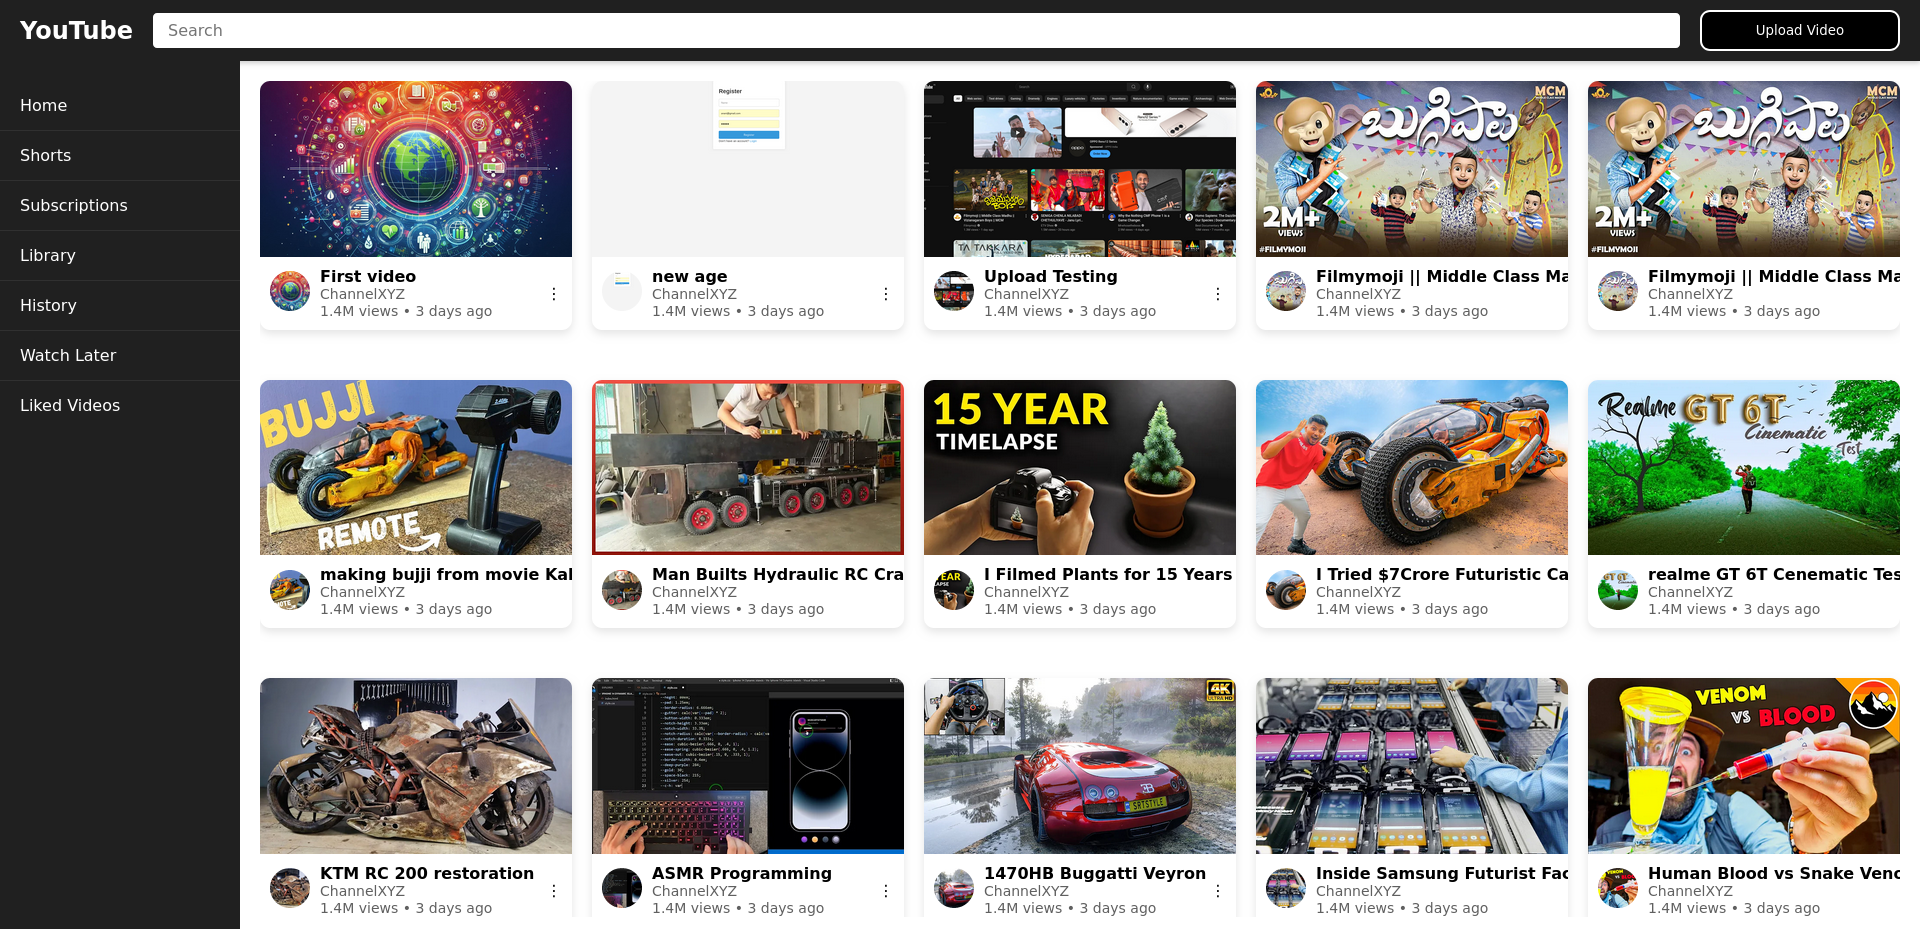 YouTube
Search
Upload Video
Home
Shorts
Subscriptions
Library
History
Watch Later
Liked Videos
Register
First video
ChannelXYZ
1.4M views • 3 days ago
new age
ChannelXYZ
1.4M views • 3 days ago
Upload Testing
ChannelXYZ
1.4M views • 3 days ago
MCM
ಬುಗ್ಗಿಪಾಪ
2M+
VIEWS
#FILMYMOJI
Filmymoji || Middle Class Ma
ChannelXYZ
1.4M views • 3 days ago
MCM
ಬುಗ್ಗಿಪಾಪ
2M+
VIEWS
#FILMYMOJI
Filmymoji || Middle Class Ma
ChannelXYZ
1.4M views • 3 days ago
BUJJI
REMOTE
making bujji from movie Kal
ChannelXYZ
1.4M views • 3 days ago
Man Builts Hydraulic RC Cra
ChannelXYZ
1.4M views • 3 days ago
15 YEAR
TIMELAPSE
I Filmed Plants for 15 Years
ChannelXYZ
1.4M views • 3 days ago
I Tried $7Crore Futuristic Ca
ChannelXYZ
1.4M views • 3 days ago
Realme GT 6T
Cinematic
Test
realme GT 6T Cenematic Tes
ChannelXYZ
1.4M views • 3 days ago
KTM RC 200 restoration
ChannelXYZ
1.4M views • 3 days ago
ASMR Programming
ChannelXYZ
1.4M views • 3 days ago
4K
ULTRA HD
SRTSTYLE
1470HB Buggatti Veyron
ChannelXYZ
1.4M views • 3 days ago
Inside Samsung Futurist Fac
ChannelXYZ
1.4M views • 3 days ago
VENOM
VS BLOOD
Human Blood vs Snake Veno
ChannelXYZ
1.4M views • 3 days ago